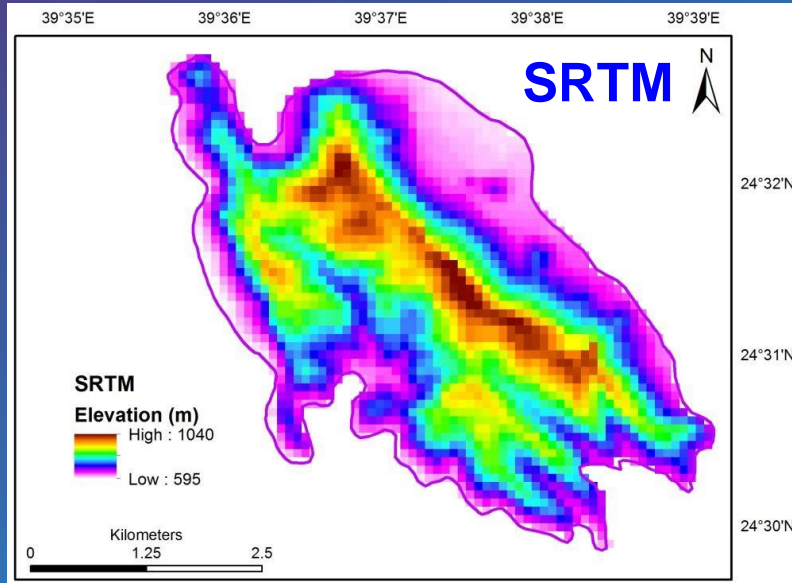 39°35'E 39°36'E 39°37'E 39°38'E 39°39'E
SRTM
N
24°32'N
24°31'N
24°30'N
SRTM
Elevation (m)
High : 1040
Low : 595
Kilometers
0 1.25 2.5